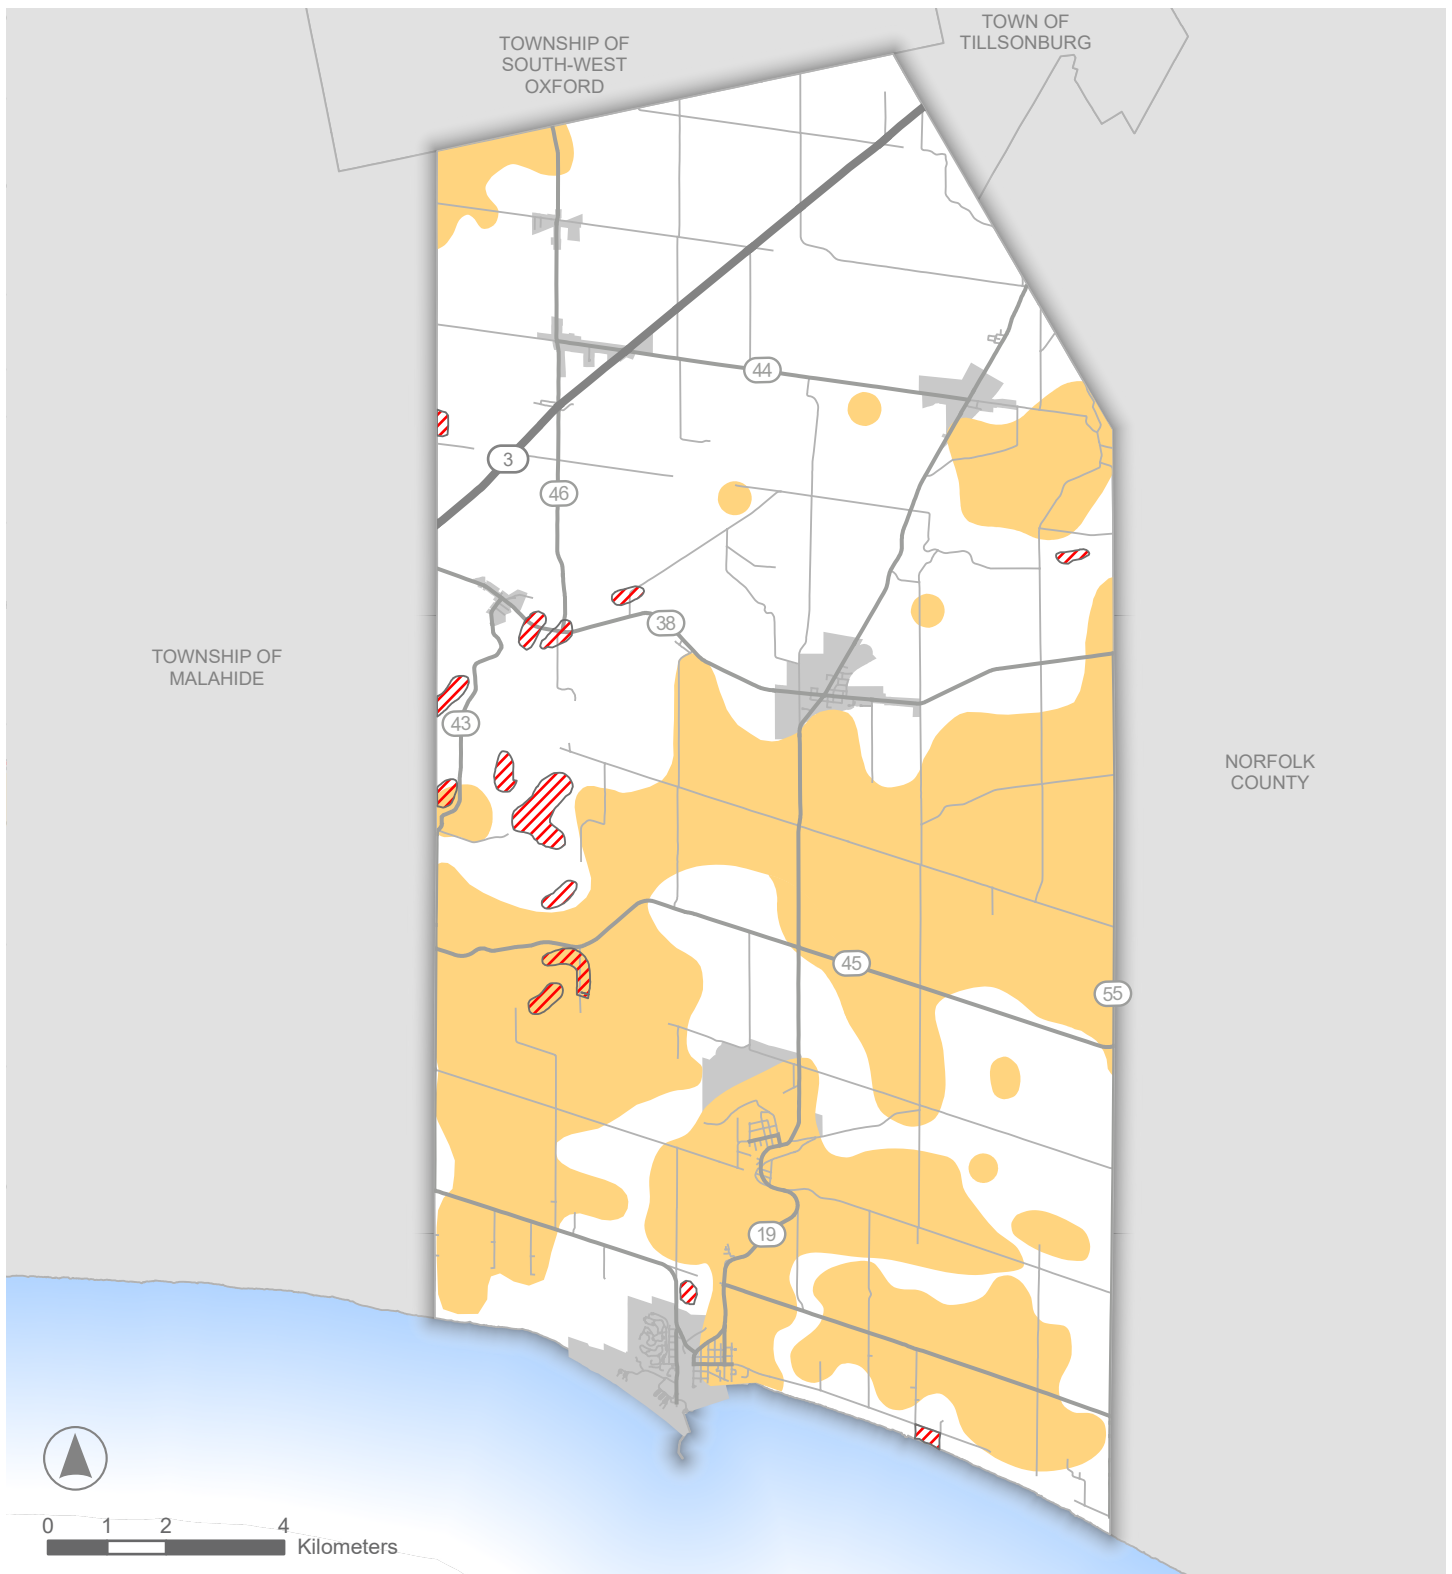 TOWNSHIP OF
SOUTH-WEST
OXFORD
TOWN OF
TILLSONBURG
44
3
46
38
TOWNSHIP OF
MALAHIDE
43
NORFOLK
COUNTY
45
55
19
0 1 2 4
Kilometers